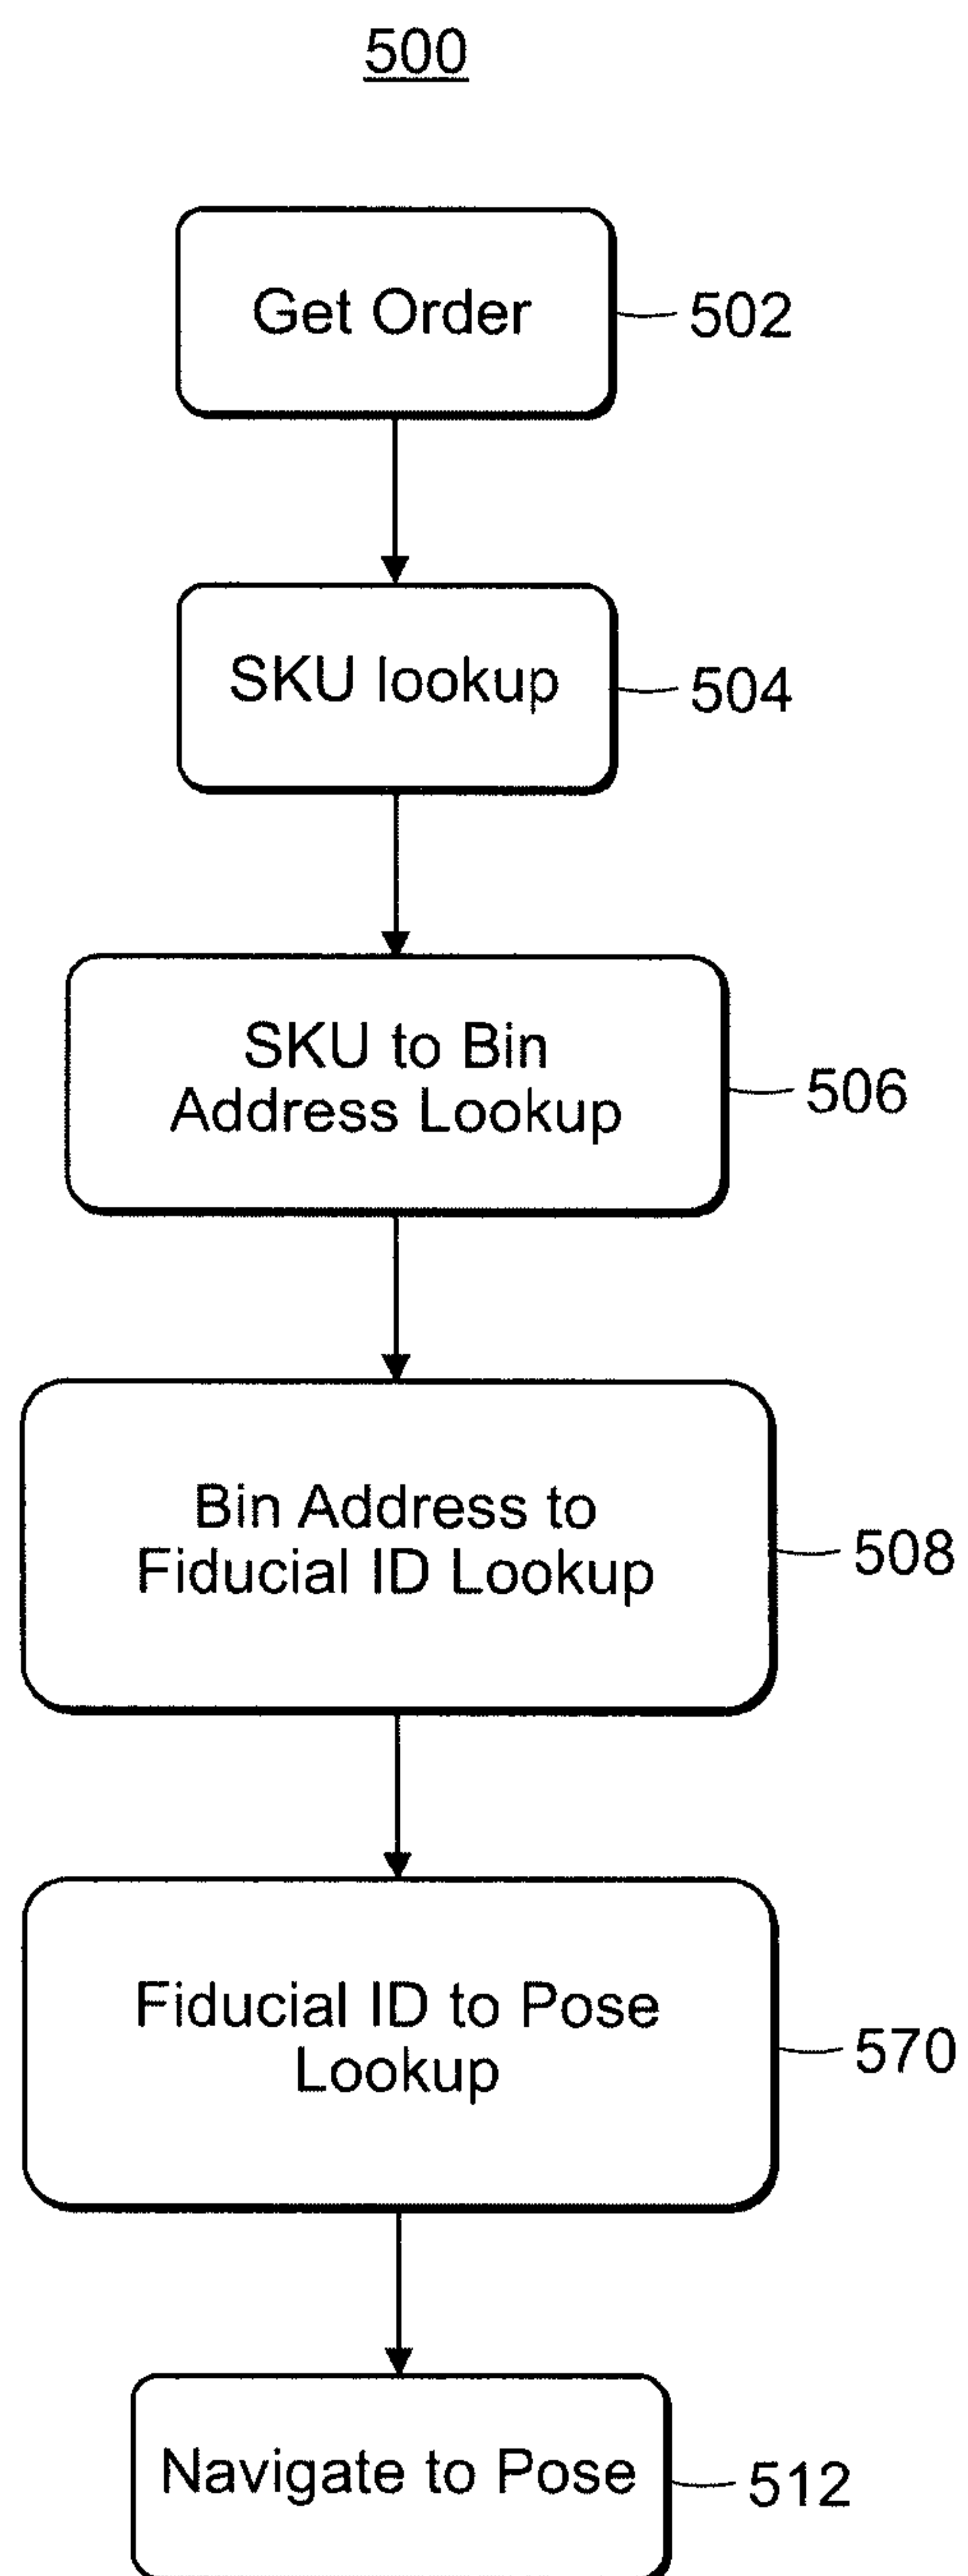 500
Get Order
502
SKU lookup
504
SKU to Bin
Address Lookup
506
Bin Address to
Fiducial ID Lookup
508
Fiducial ID to Pose
Lookup
570
Navigate to Pose
512